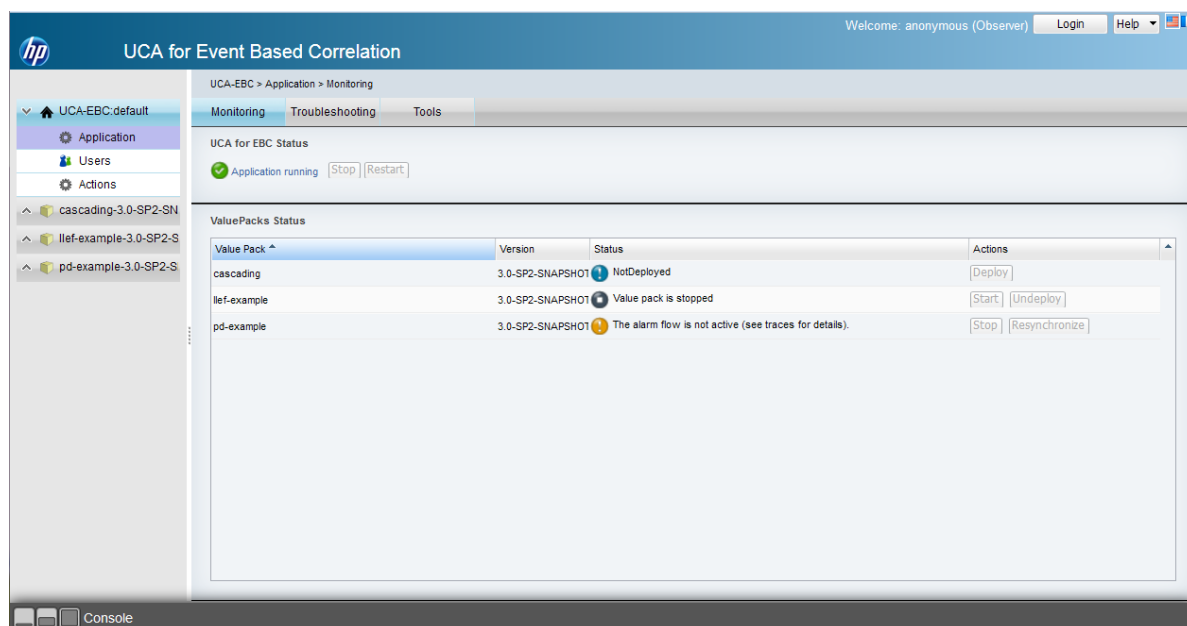 Welcome: anonymous (Observer) Login Help
hp UCA for Event Based Correlation
UCA-EBC > Application > Monitoring
UCA-EBC:default
Application
Users
Actions
cascading-3.0-SP2-SN
llef-example-3.0-SP2-S
pd-example-3.0-SP2-S
Monitoring Troubleshooting Tools
UCA for EBC Status
Application running Stop Restart
ValuePacks Status
Value Pack Version Status Actions
cascading 3.0-SP2-SNAPSHOT NotDeployed Deploy
llef-example 3.0-SP2-SNAPSHOT Value pack is stopped Start Undeploy
pd-example 3.0-SP2-SNAPSHOT The alarm flow is not active (see traces for details). Stop Resynchronize
Console